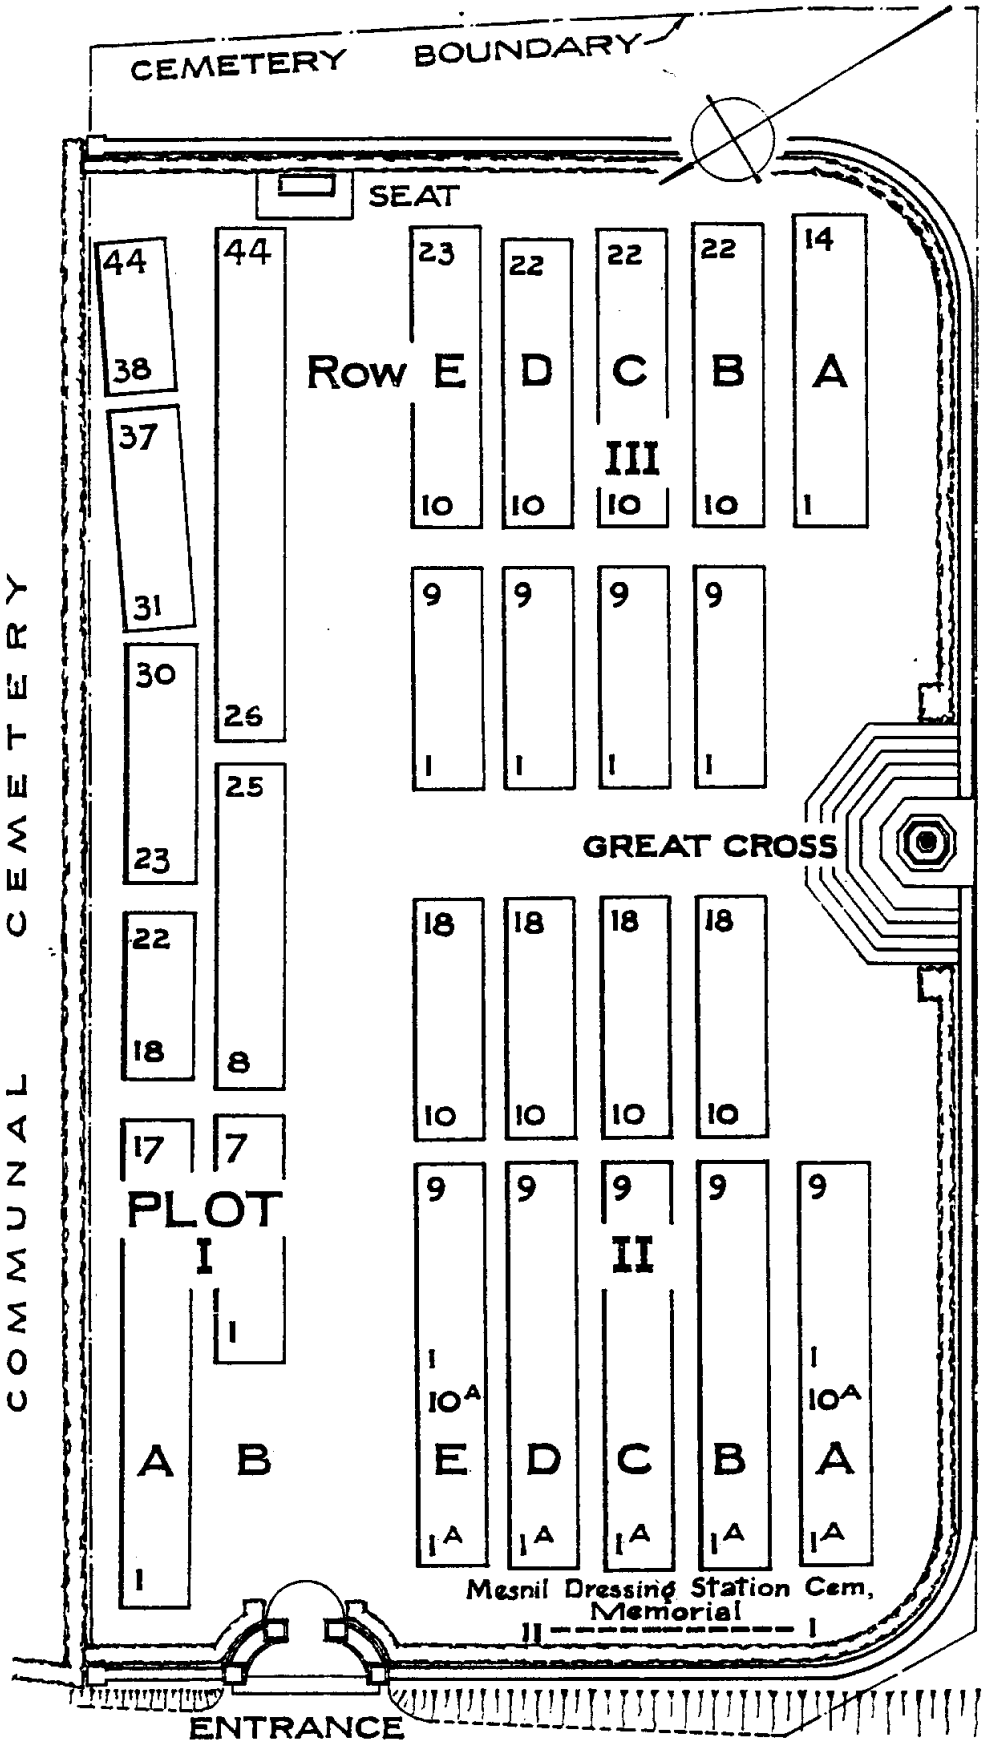 CEMETERY BOUNDARY
SEAT
44 44 23 22 22 22 14
38
Row E D C B A
37
III
10 10 10 10 1
31
9 9 9 9
30
26
1 1 1 1
25
23
GREAT CROSS
22
18 18 18 18
18
8
10 10 10 10
17 7
9 9 9 9 9
PLOT
I
II
1
1 1
10A 10A
A B E D C B A
1A 1A 1A 1A 1A
1
Mesnil Dressing Station Cem,
Memorial
11 1
ENTRANCE
COMMUNAL CEMETERY